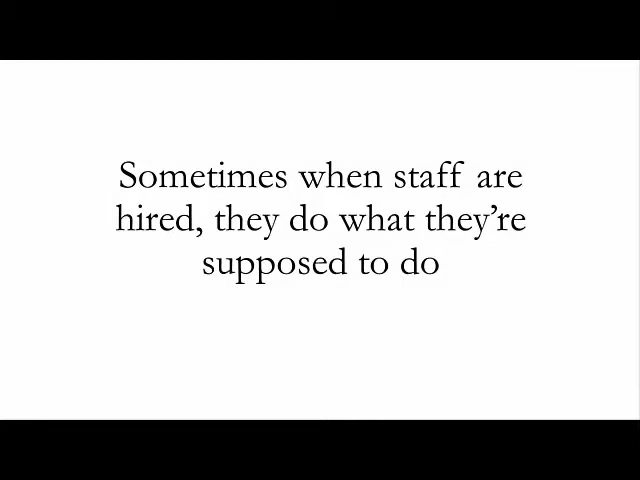 Sometimes when staff are
hired, they do what they’re
supposed to do